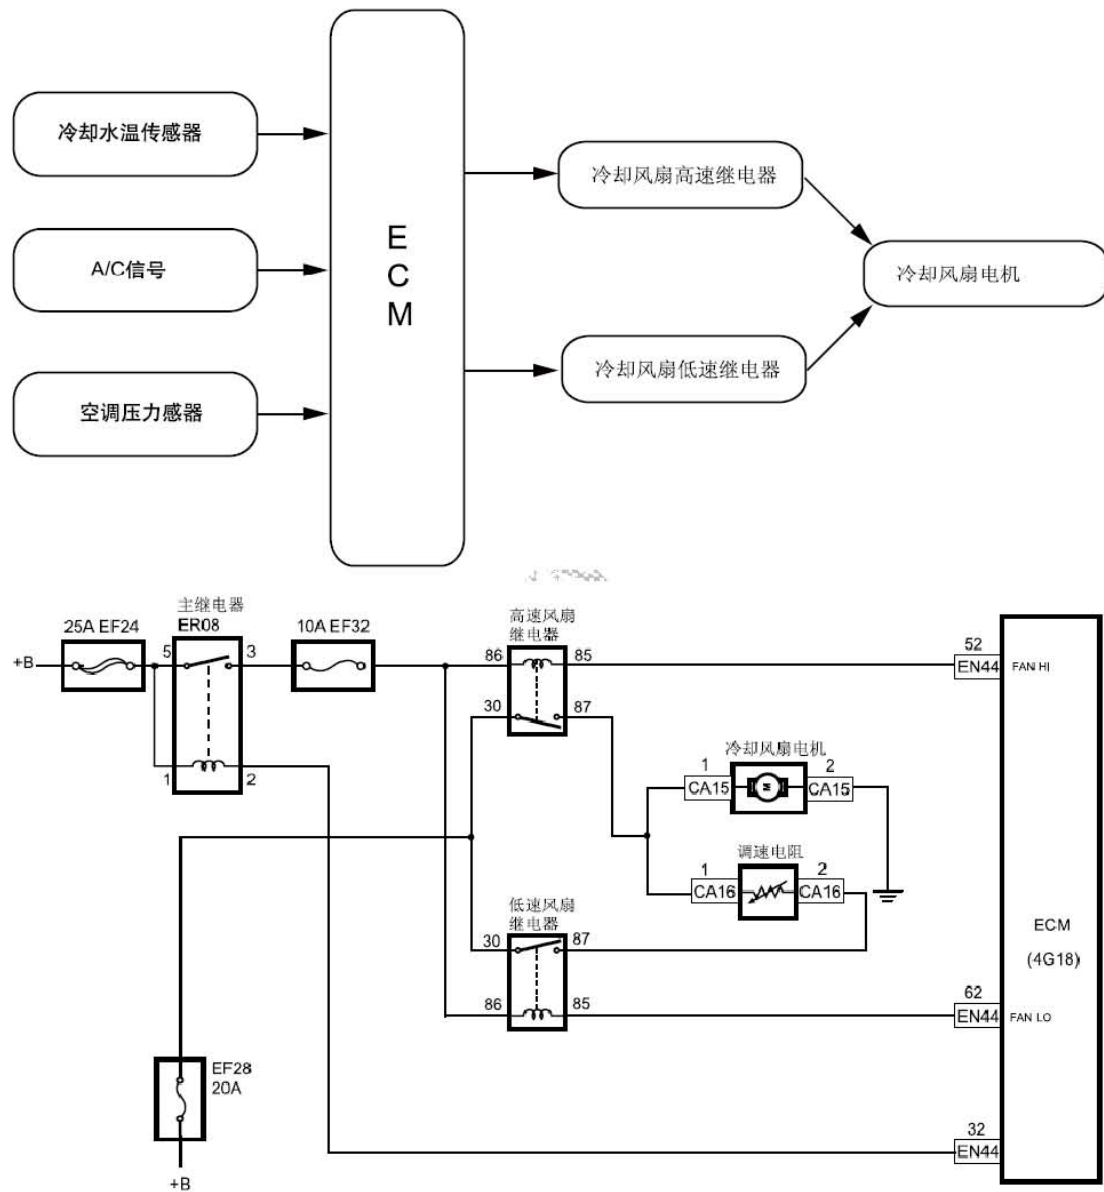 冷却水温传感器
A/C信号
空调压力感器
E
C
M
冷却风扇高速继电器
冷却风扇低速继电器
冷却风扇电机
主继电器
ER08
25A EF24
10A EF32
高速风扇
继电器
+B
5
3
1
2
86
85
30
87
52
EN44
FAN HI
冷却风扇电机
1
2
CA15
M
CA15
调速电阻
1
2
CA16
CA16
低速风扇
继电器
30
87
86
85
ECM
(4G18)
62
EN44
FAN LO
EF28
20A
+B
32
EN44